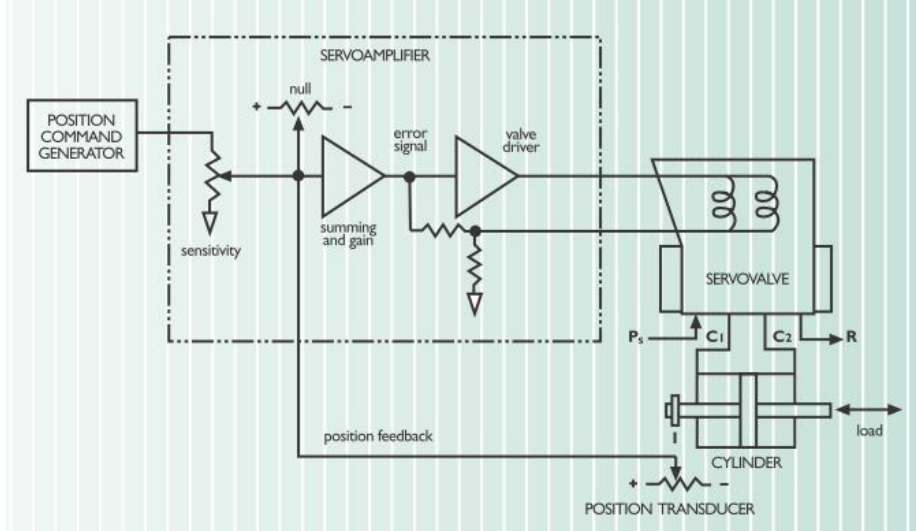 SERVOAMPLIFIER
null
+ −
POSITION
COMMAND
GENERATOR
error
signal
valve
driver
summing
and gain
sensitivity
SERVOVALVE
Ps C1 C2 R
position feedback
load
CYLINDER
+ −
POSITION TRANSDUCER